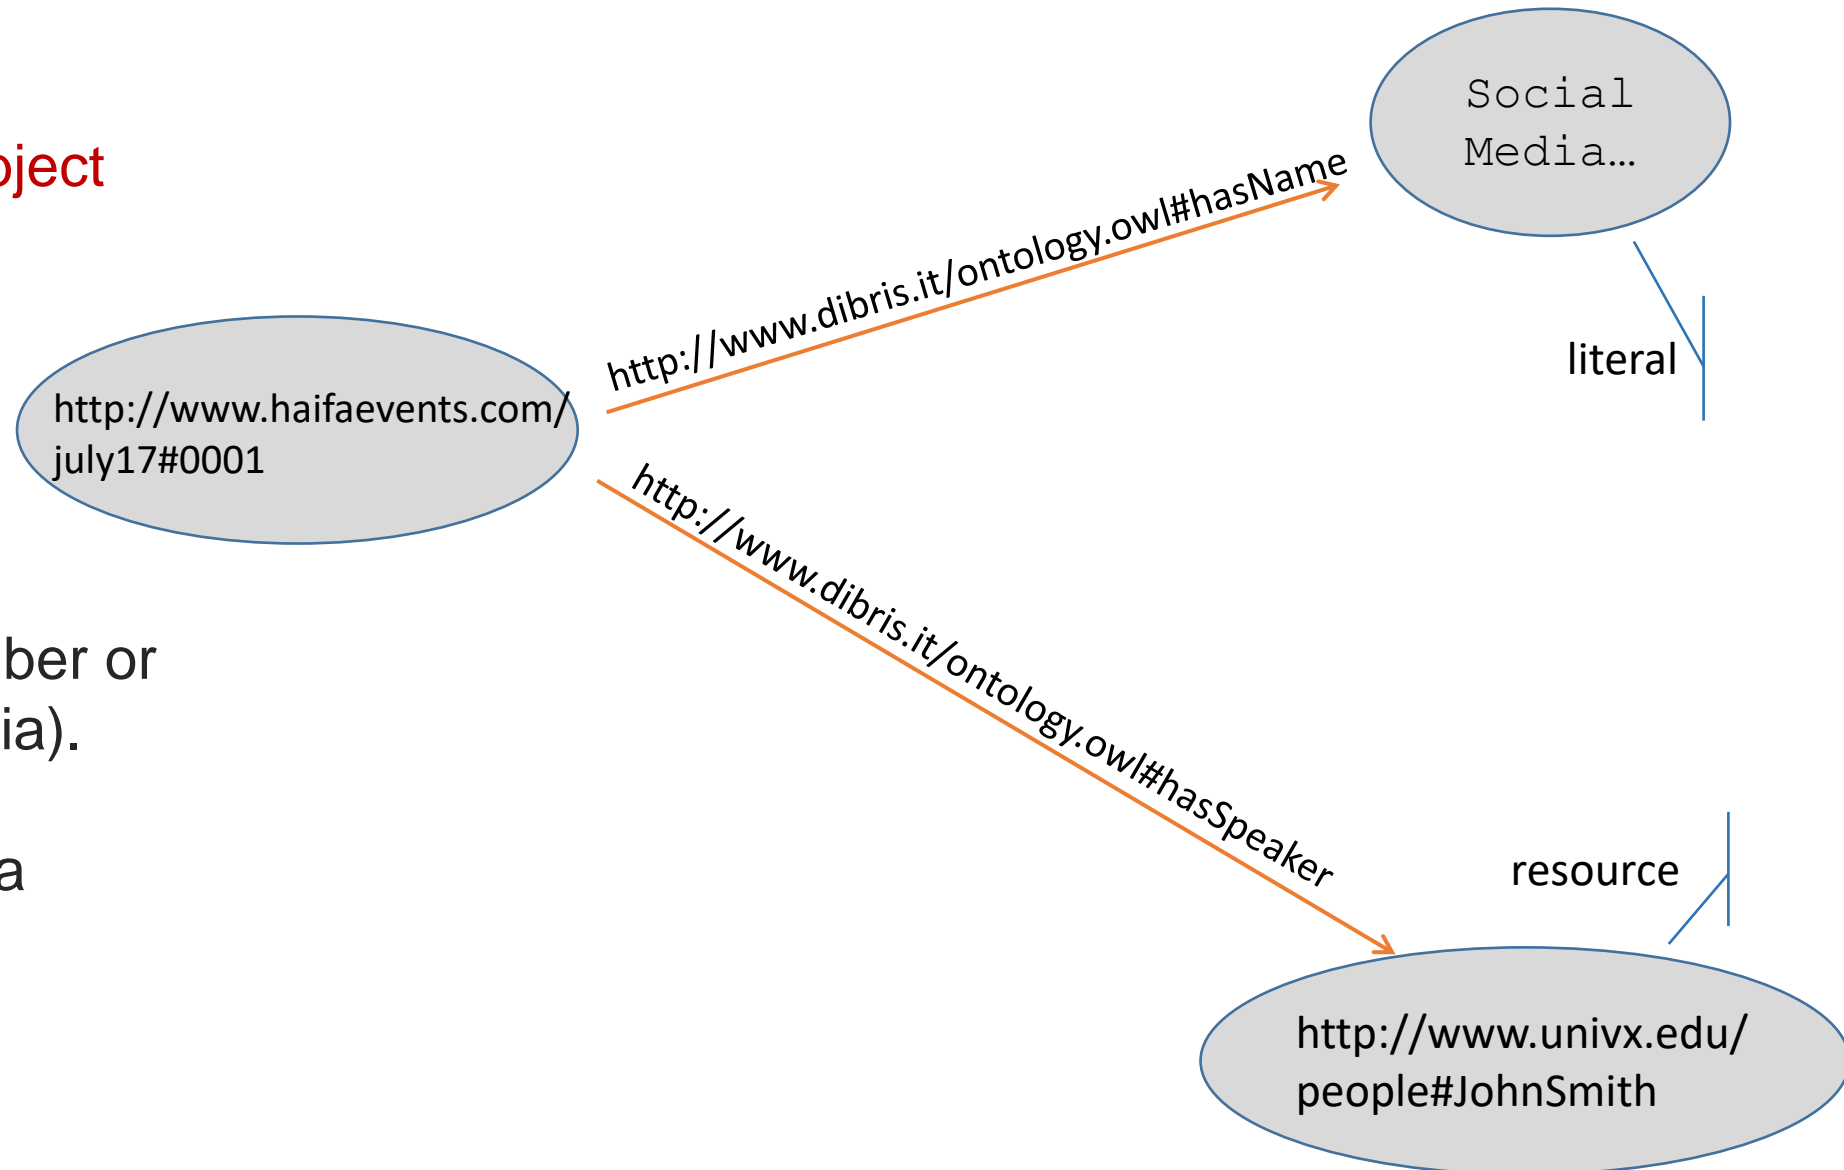 oject
ber or
ia).
a
http://www.haifaevents.com/
july17#0001
http://www.dibris.it/ontology.owl#hasName
Social
Media…
literal
http://www.dibris.it/ontology.owl#hasSpeaker
resource
http://www.univx.edu/
people#JohnSmith